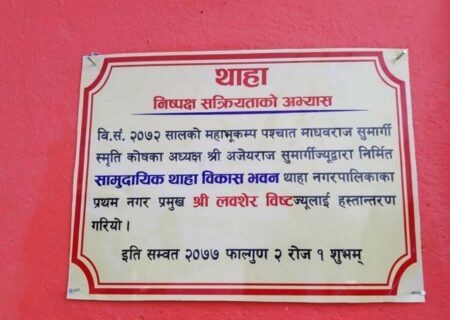 थाहा
निष्पक्ष सक्रियताको अभ्यास
वि.सं. २०७२ सालको महाभूकम्प पश्चात माधवराज सुमार्गी
स्मृति कोषका अध्यक्ष श्री अजेयराज सुमार्गीज्यूद्वारा निर्मित
सामुदायिक थाहा विकास भवन थाहा नगरपालिकाका
प्रथम नगर प्रमुख श्री लवशेर विष्टज्यूलाई हस्तान्तरण
गरियो ।
इति सम्वत २०७७ फाल्गुण २ रोज १ शुभम्